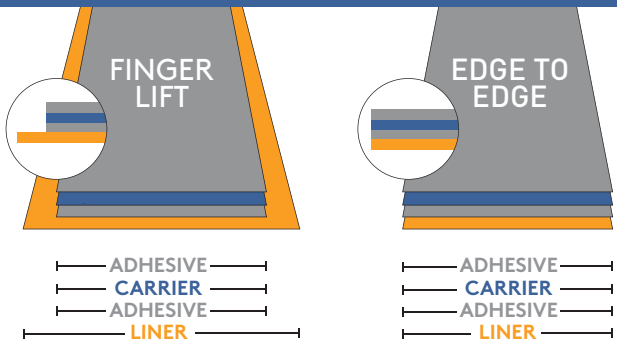 FINGER
LIFT
EDGE TO
EDGE
ADHESIVE
CARRIER
ADHESIVE
LINER
ADHESIVE
CARRIER
ADHESIVE
LINER